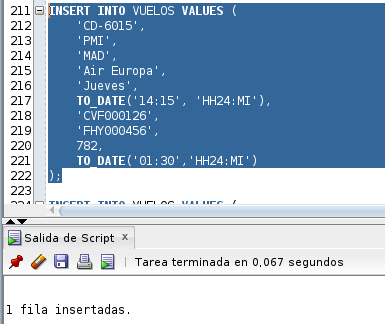 211 INSERT INTO VUELOS VALUES (
212 'CD-6015',
213 'PMI',
214 'MAD',
215 'Air Europa',
216 'Jueves',
217 TO_DATE('14:15', 'HH24:MI'),
218 'CVF000126',
219 'FHY000456',
220 782,
221 TO_DATE('01:30','HH24:MI')
222 );
223
224 INSERT INTO VUELOS VALUES (
Salida de Script x
Tarea terminada en 0,067 segundos
1 fila insertadas.